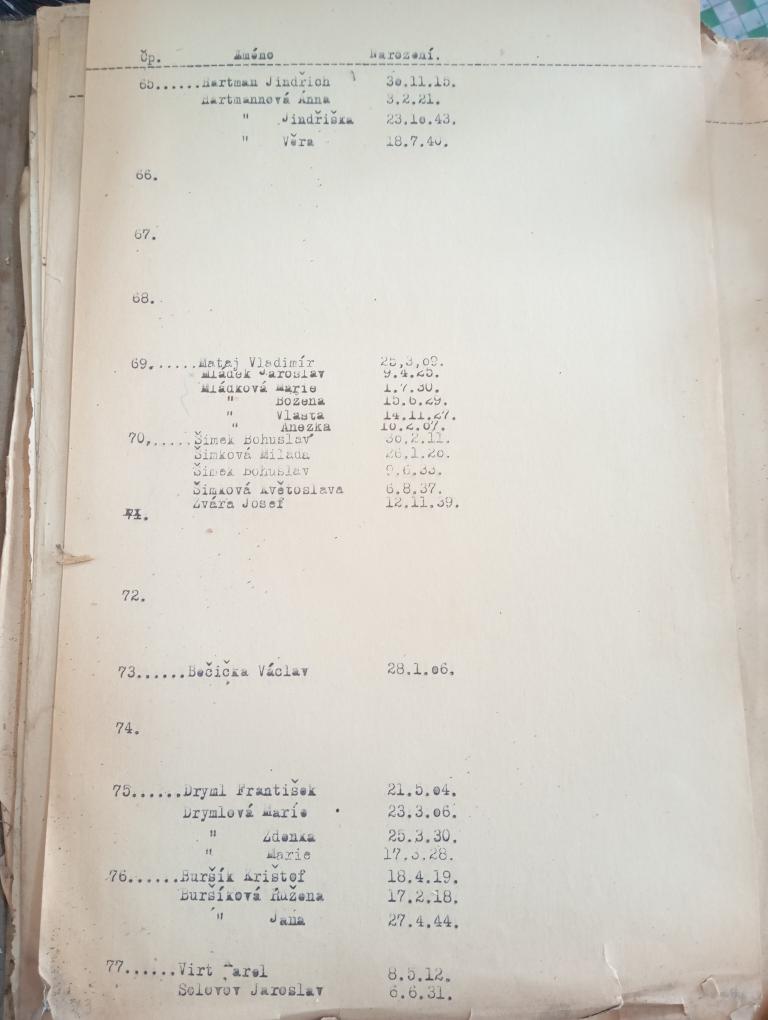 Čp. Jméno Narození.
65......Hartman Jindřich 30.11.15.
Hartmannová Anna 3.2.21.
" Jindřiška 23.10.43.
" Věra 18.7.40.
66.
67.
68.
69......Mataj Vladimír 25,3,09.
Mládek Jaroslav 9.4.25.
Mládková Marie 1.7.30.
" Božena 15.6.29.
" Vlasta 14.11.27.
" Anežka 16.2.07.
70,.....Šimek Bohuslav 30.2.11.
Šimková Milada 26.1.20.
Šimek Bohuslav 9.6.33.
Šimková Květoslava 6.8.37.
Zvára Josef 12.11.39.
71.
72.
73......Bečička Václav 28.1.06.
74.
75......Dryml František 21.5.04.
Drymlová Marie 23.3.06.
" Zdenka 25.3.30.
" Marie 17.3.28.
76......Buršík Krištof 18.4.19.
Buršíková Růžena 17.2.18.
" Jana 27.4.44.
77......Virt Karel 8.5.12.
Solovov Jaroslav 6.6.31.